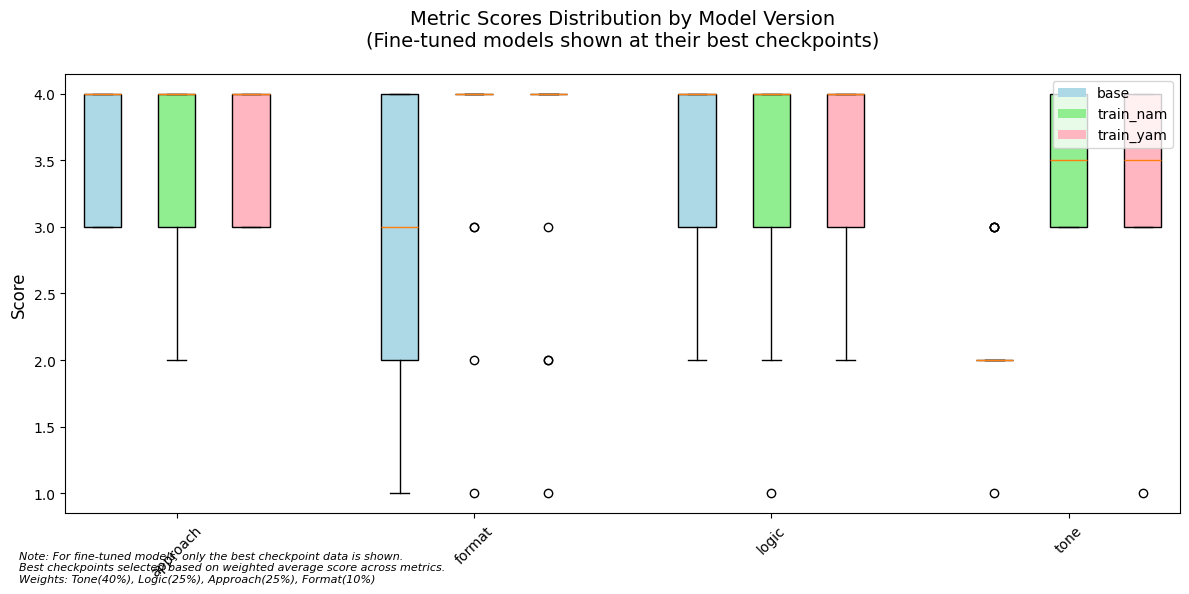 Metric Scores Distribution by Model Version
(Fine-tuned models shown at their best checkpoints)
base
train_nam
train_yam
4.0
3.5
3.0
2.5
2.0
1.5
1.0
Score
approach
format
logic
tone
Note: For fine-tuned models, only the best checkpoint data is shown.
Best checkpoints selected based on weighted average score across metrics.
Weights: Tone(40%), Logic(25%), Approach(25%), Format(10%)